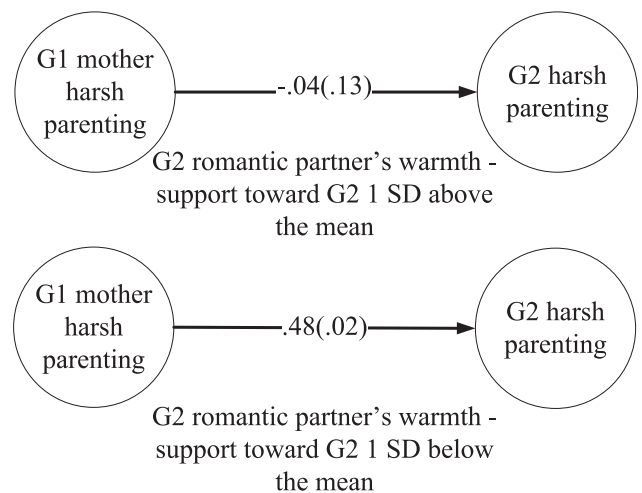 G1 mother
harsh
parenting
-.04(.13)
G2 harsh
parenting
G2 romantic partner’s warmth -
support toward G2 1 SD above
the mean
G1 mother
harsh
parenting
.48(.02)
G2 harsh
parenting
G2 romantic partner’s warmth -
support toward G2 1 SD below
the mean